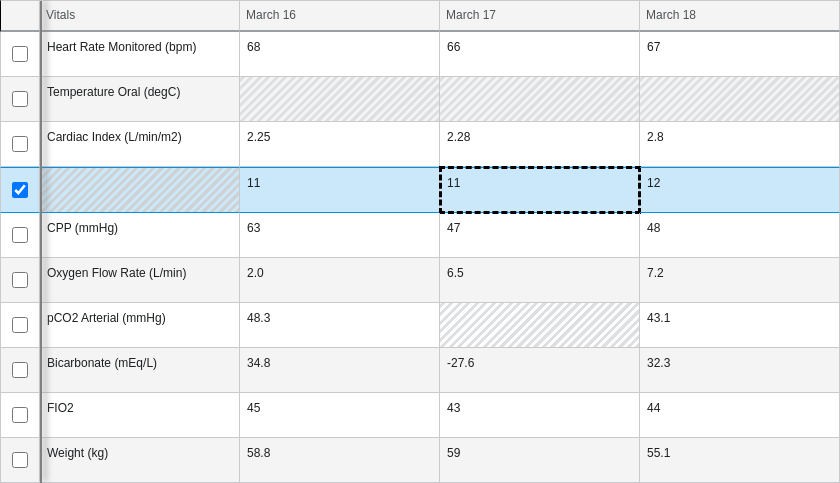 Vitals March 16 March 17 March 18
Heart Rate Monitored (bpm) 68 66 67
Temperature Oral (degC)
Cardiac Index (L/min/m2) 2.25 2.28 2.8
11 11 12
CPP (mmHg) 63 47 48
Oxygen Flow Rate (L/min) 2.0 6.5 7.2
pCO2 Arterial (mmHg) 48.3 43.1
Bicarbonate (mEq/L) 34.8 -27.6 32.3
FIO2 45 43 44
Weight (kg) 58.8 59 55.1